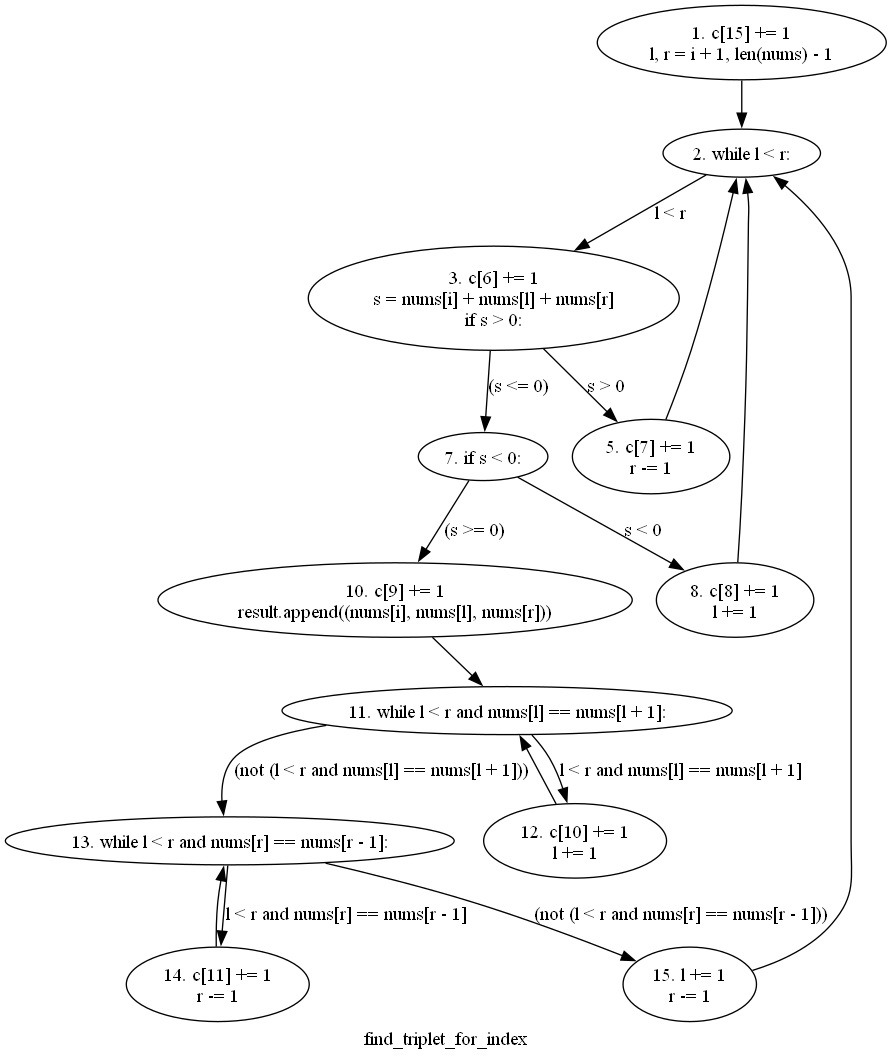 1. c[15] += 1
l, r = i + 1, len(nums) - 1
2. while l < r:
l < r
3. c[6] += 1
s = nums[i] + nums[l] + nums[r]
if s > 0:
(s <= 0)
s > 0
7. if s < 0:
5. c[7] += 1
r -= 1
(s >= 0)
s < 0
10. c[9] += 1
result.append((nums[i], nums[l], nums[r]))
8. c[8] += 1
l += 1
11. while l < r and nums[l] == nums[l + 1]:
(not (l < r and nums[l] == nums[l + 1]))
l < r and nums[l] == nums[l + 1]
13. while l < r and nums[r] == nums[r - 1]:
12. c[10] += 1
l += 1
l < r and nums[r] == nums[r - 1]
(not (l < r and nums[r] == nums[r - 1]))
14. c[11] += 1
r -= 1
15. l += 1
r -= 1
find_triplet_for_index